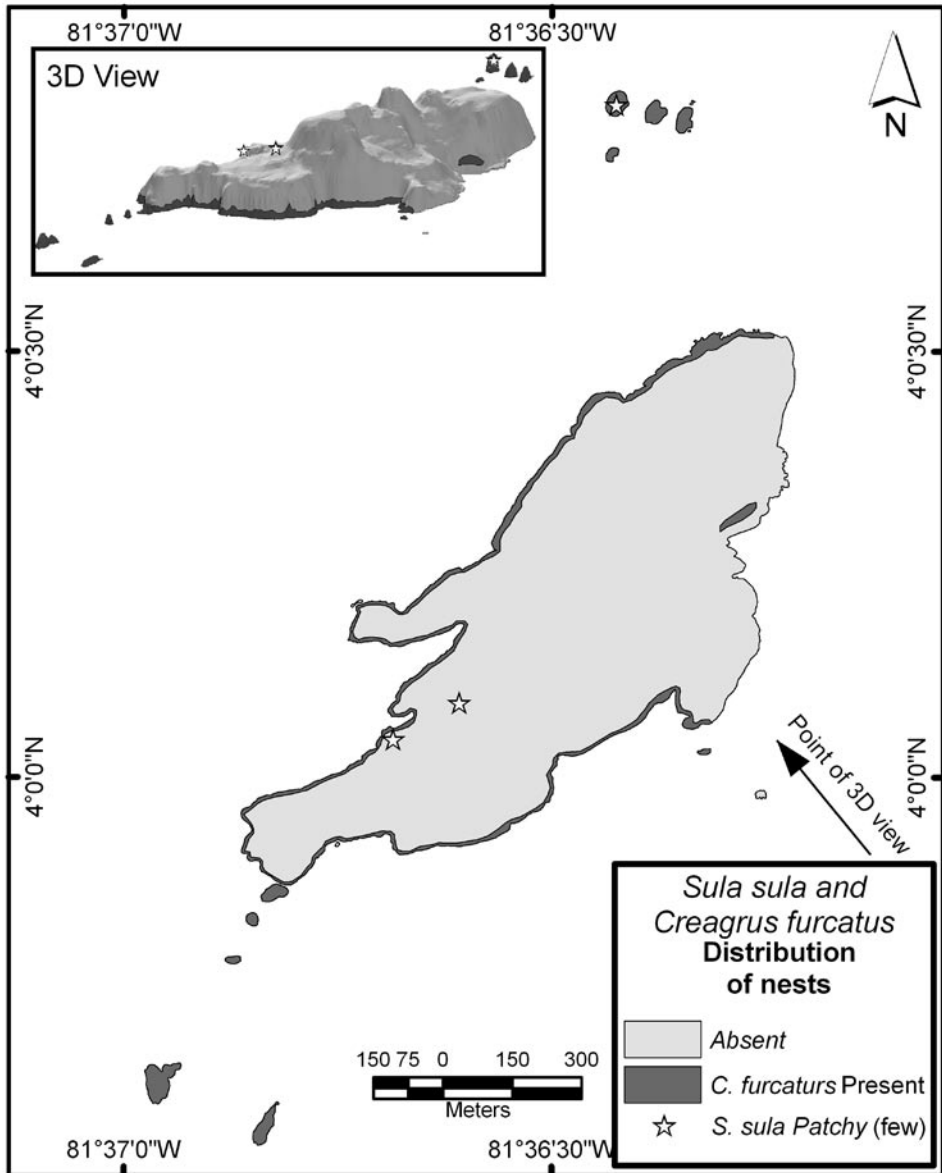 81°37'0"W
81°36'30"W
3D View
N
4°0'30"N
4°0'30"N
4°0'0"N
4°0'0"N
Point of 3D view
Sula sula and
Creagrus furcatus
Distribution
of nests
Absent
C. furcaturs Present
S. sula Patchy (few)
150 75 0 150 300
Meters
81°37'0"W
81°36'30"W